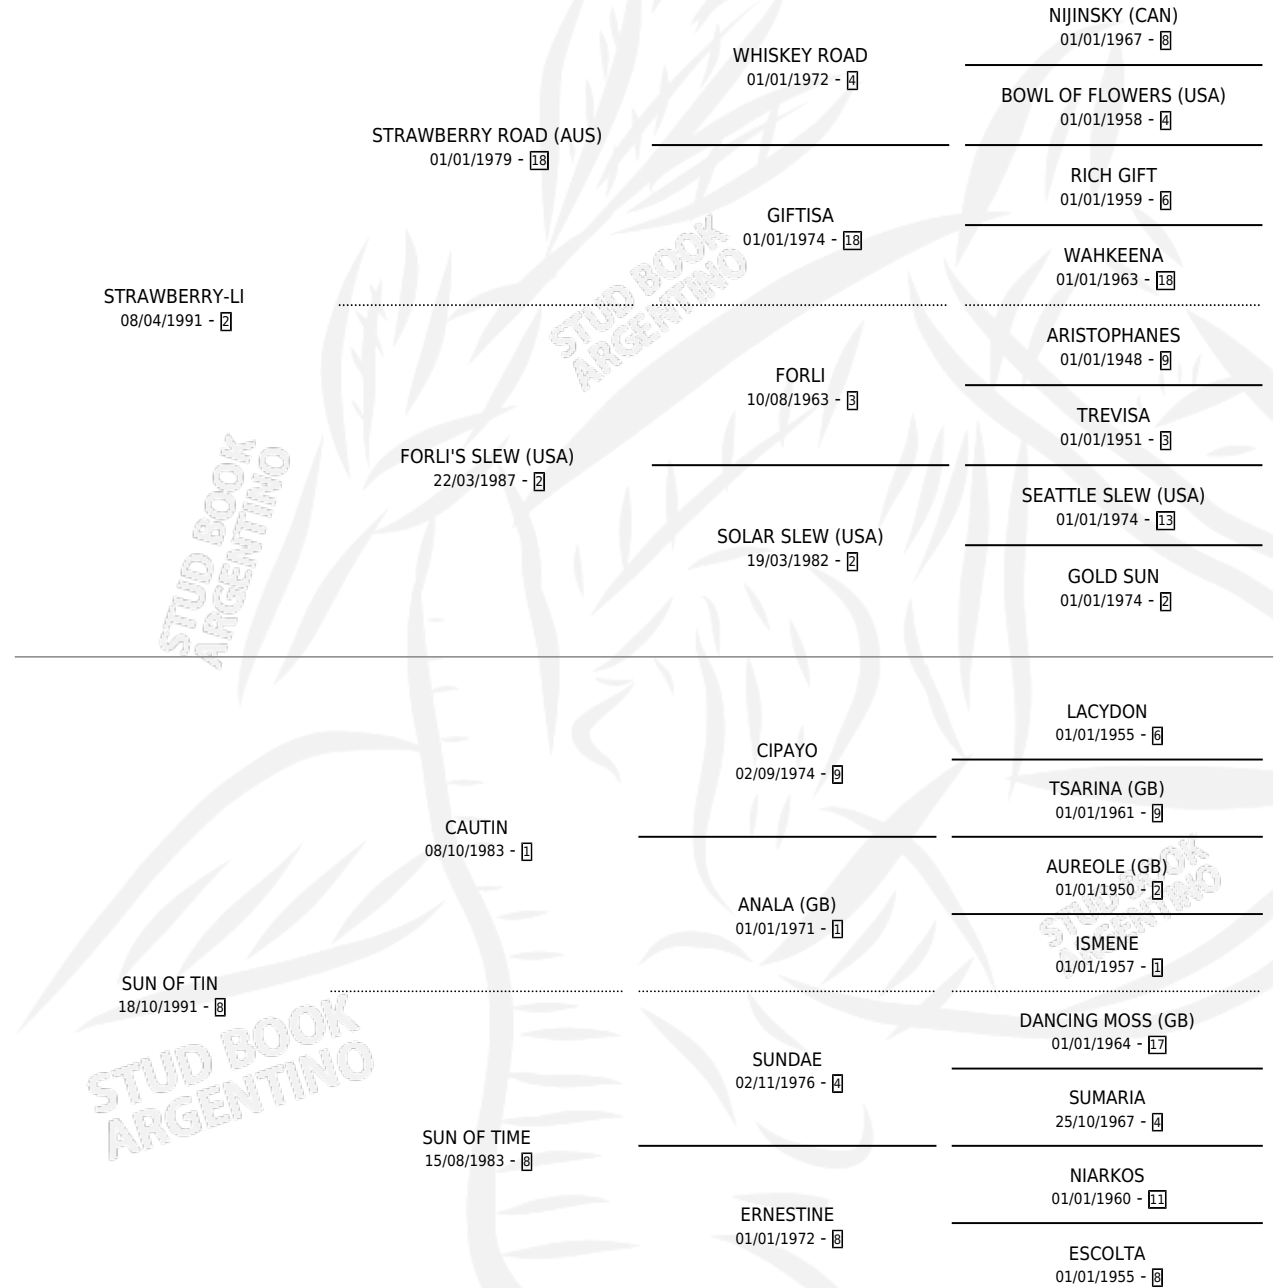 NIJINSKY (CAN)
01/01/1967 - 8
WHISKEY ROAD
01/01/1972 - 4
BOWL OF FLOWERS (USA)
01/01/1958 - 4
STRAWBERRY ROAD (AUS)
01/01/1979 - 18
RICH GIFT
01/01/1959 - 6
GIFTISA
01/01/1974 - 18
WAHKEENA
01/01/1963 - 18
STRAWBERRY-LI
08/04/1991 - 2
STUD BOOK
ARGENTINO
ARISTOPHANES
01/01/1948 - 9
FORLI
10/08/1963 - 3
TREVISA
01/01/1951 - 3
FORLI'S SLEW (USA)
22/03/1987 - 2
SEATTLE SLEW (USA)
01/01/1974 - 13
SOLAR SLEW (USA)
19/03/1982 - 2
GOLD SUN
01/01/1974 - 2
STUD BOOK
ARGENTINO
LACYDON
01/01/1955 - 6
CIPAYO
02/09/1974 - 9
TSARINA (GB)
01/01/1961 - 9
CAUTIN
08/10/1983 - 1
AUREOLE (GB)
01/01/1950 - 2
ANALA (GB)
01/01/1971 - 1
STUD BOOK
ARGENTINO
ISMENE
01/01/1957 - 1
SUN OF TIN
18/10/1991 - 8
DANCING MOSS (GB)
01/01/1964 - 17
SUNDAE
02/11/1976 - 4
STUD BOOK
ARGENTINO
SUMARIA
25/10/1967 - 4
SUN OF TIME
15/08/1983 - 8
NIARKOS
01/01/1960 - 11
ERNESTINE
01/01/1972 - 8
ESCOLTA
01/01/1955 - 8